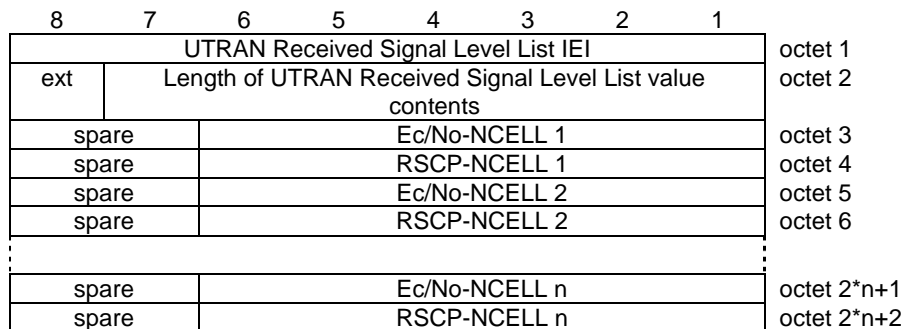 8 7 6 5 4 3 2 1
UTRAN Received Signal Level List IEI octet 1
ext Length of UTRAN Received Signal Level List value octet 2
contents
spare Ec/No-NCELL 1 octet 3
spare RSCP-NCELL 1 octet 4
spare Ec/No-NCELL 2 octet 5
spare RSCP-NCELL 2 octet 6
spare Ec/No-NCELL n octet 2*n+1
spare RSCP-NCELL n octet 2*n+2